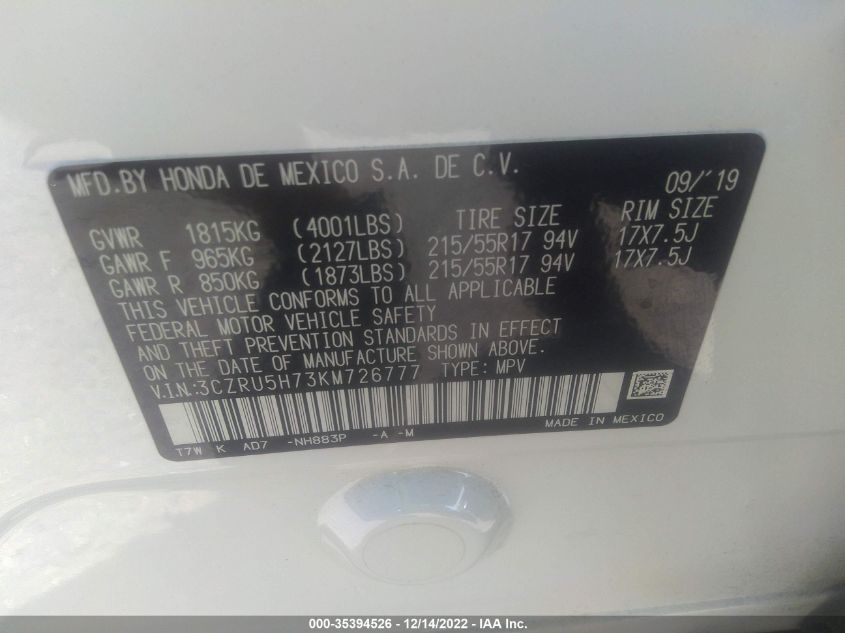 MFD.BY HONDA DE MEXICO S.A. DE C.V. 09/'19
GVWR 1815KG (4001LBS) TIRE SIZE RIM SIZE
GAWR F 965KG (2127LBS) 215/55R17 94V 17X7.5J
GAWR R 850KG (1873LBS) 215/55R17 94V 17X7.5J
THIS VEHICLE CONFORMS TO ALL APPLICABLE
FEDERAL MOTOR VEHICLE SAFETY
AND THEFT PREVENTION STANDARDS IN EFFECT
ON THE DATE OF MANUFACTURE SHOWN ABOVE.
V.I.N.:3CZRU5H73KM726777 TYPE: MPV
T7W K AD7 -NH883P -A -M MADE IN MEXICO
000-35394526 - 12/14/2022 - IAA Inc.